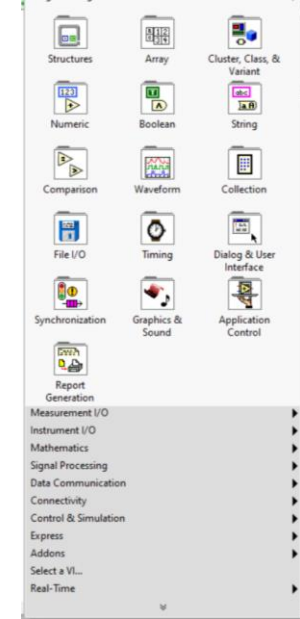 Structures
Array
Cluster, Class, &
Variant
Numeric
Boolean
String
Comparison
Waveform
Collection
File I/O
Timing
Dialog & User
Interface
Synchronization
Graphics &
Sound
Application
Control
Report
Generation
Measurement I/O
Instrument I/O
Mathematics
Signal Processing
Data Communication
Connectivity
Control & Simulation
Express
Addons
Select a VI...
Real-Time